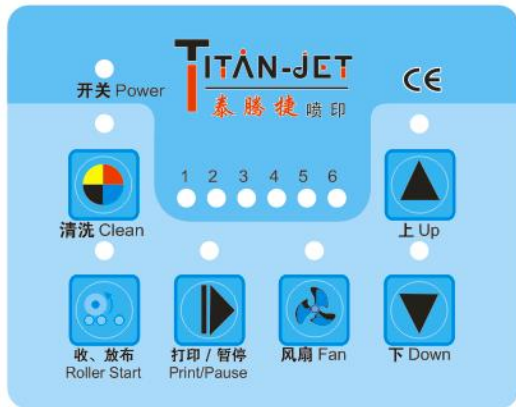 TITAN-JET
泰腾捷喷印
CE
开关 Power
1 2 3 4 5 6
清洗 Clean
上 Up
收、放布
Roller Start
打印 / 暂停
Print/Pause
风扇 Fan
下 Down